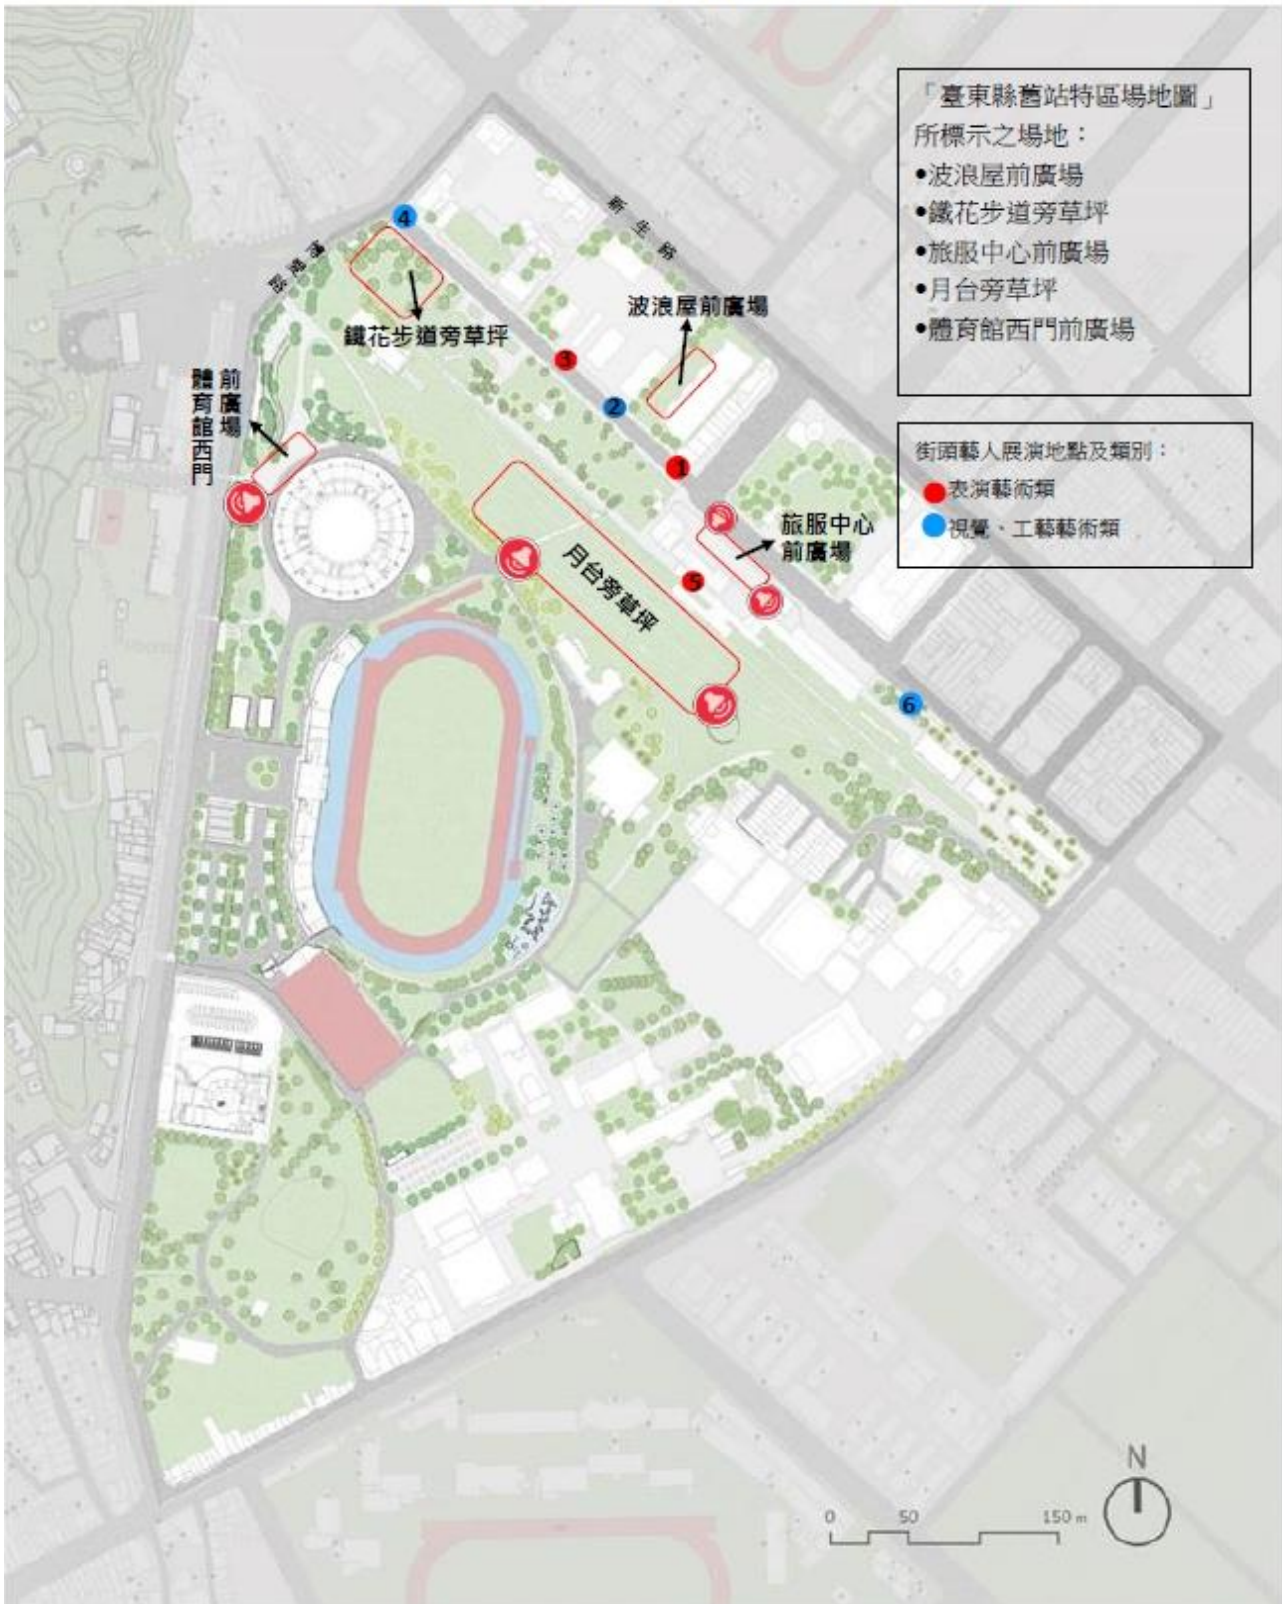 「臺東縣舊站特區場地圖」
所標示之場地：
●波浪屋前廣場
●鐵花步道旁草坪
●旅服中心前廣場
●月台旁草坪
●體育館西門前廣場
街頭藝人展演地點及類別：
表演藝術類
視覺、工藝藝術類
新生路
博愛路
4
鐵花步道旁草坪
波浪屋前廣場
3
2
1
體育館西門
前廣場
旅服中心
前廣場
月台旁草坪
5
6
N
0 50 150 m